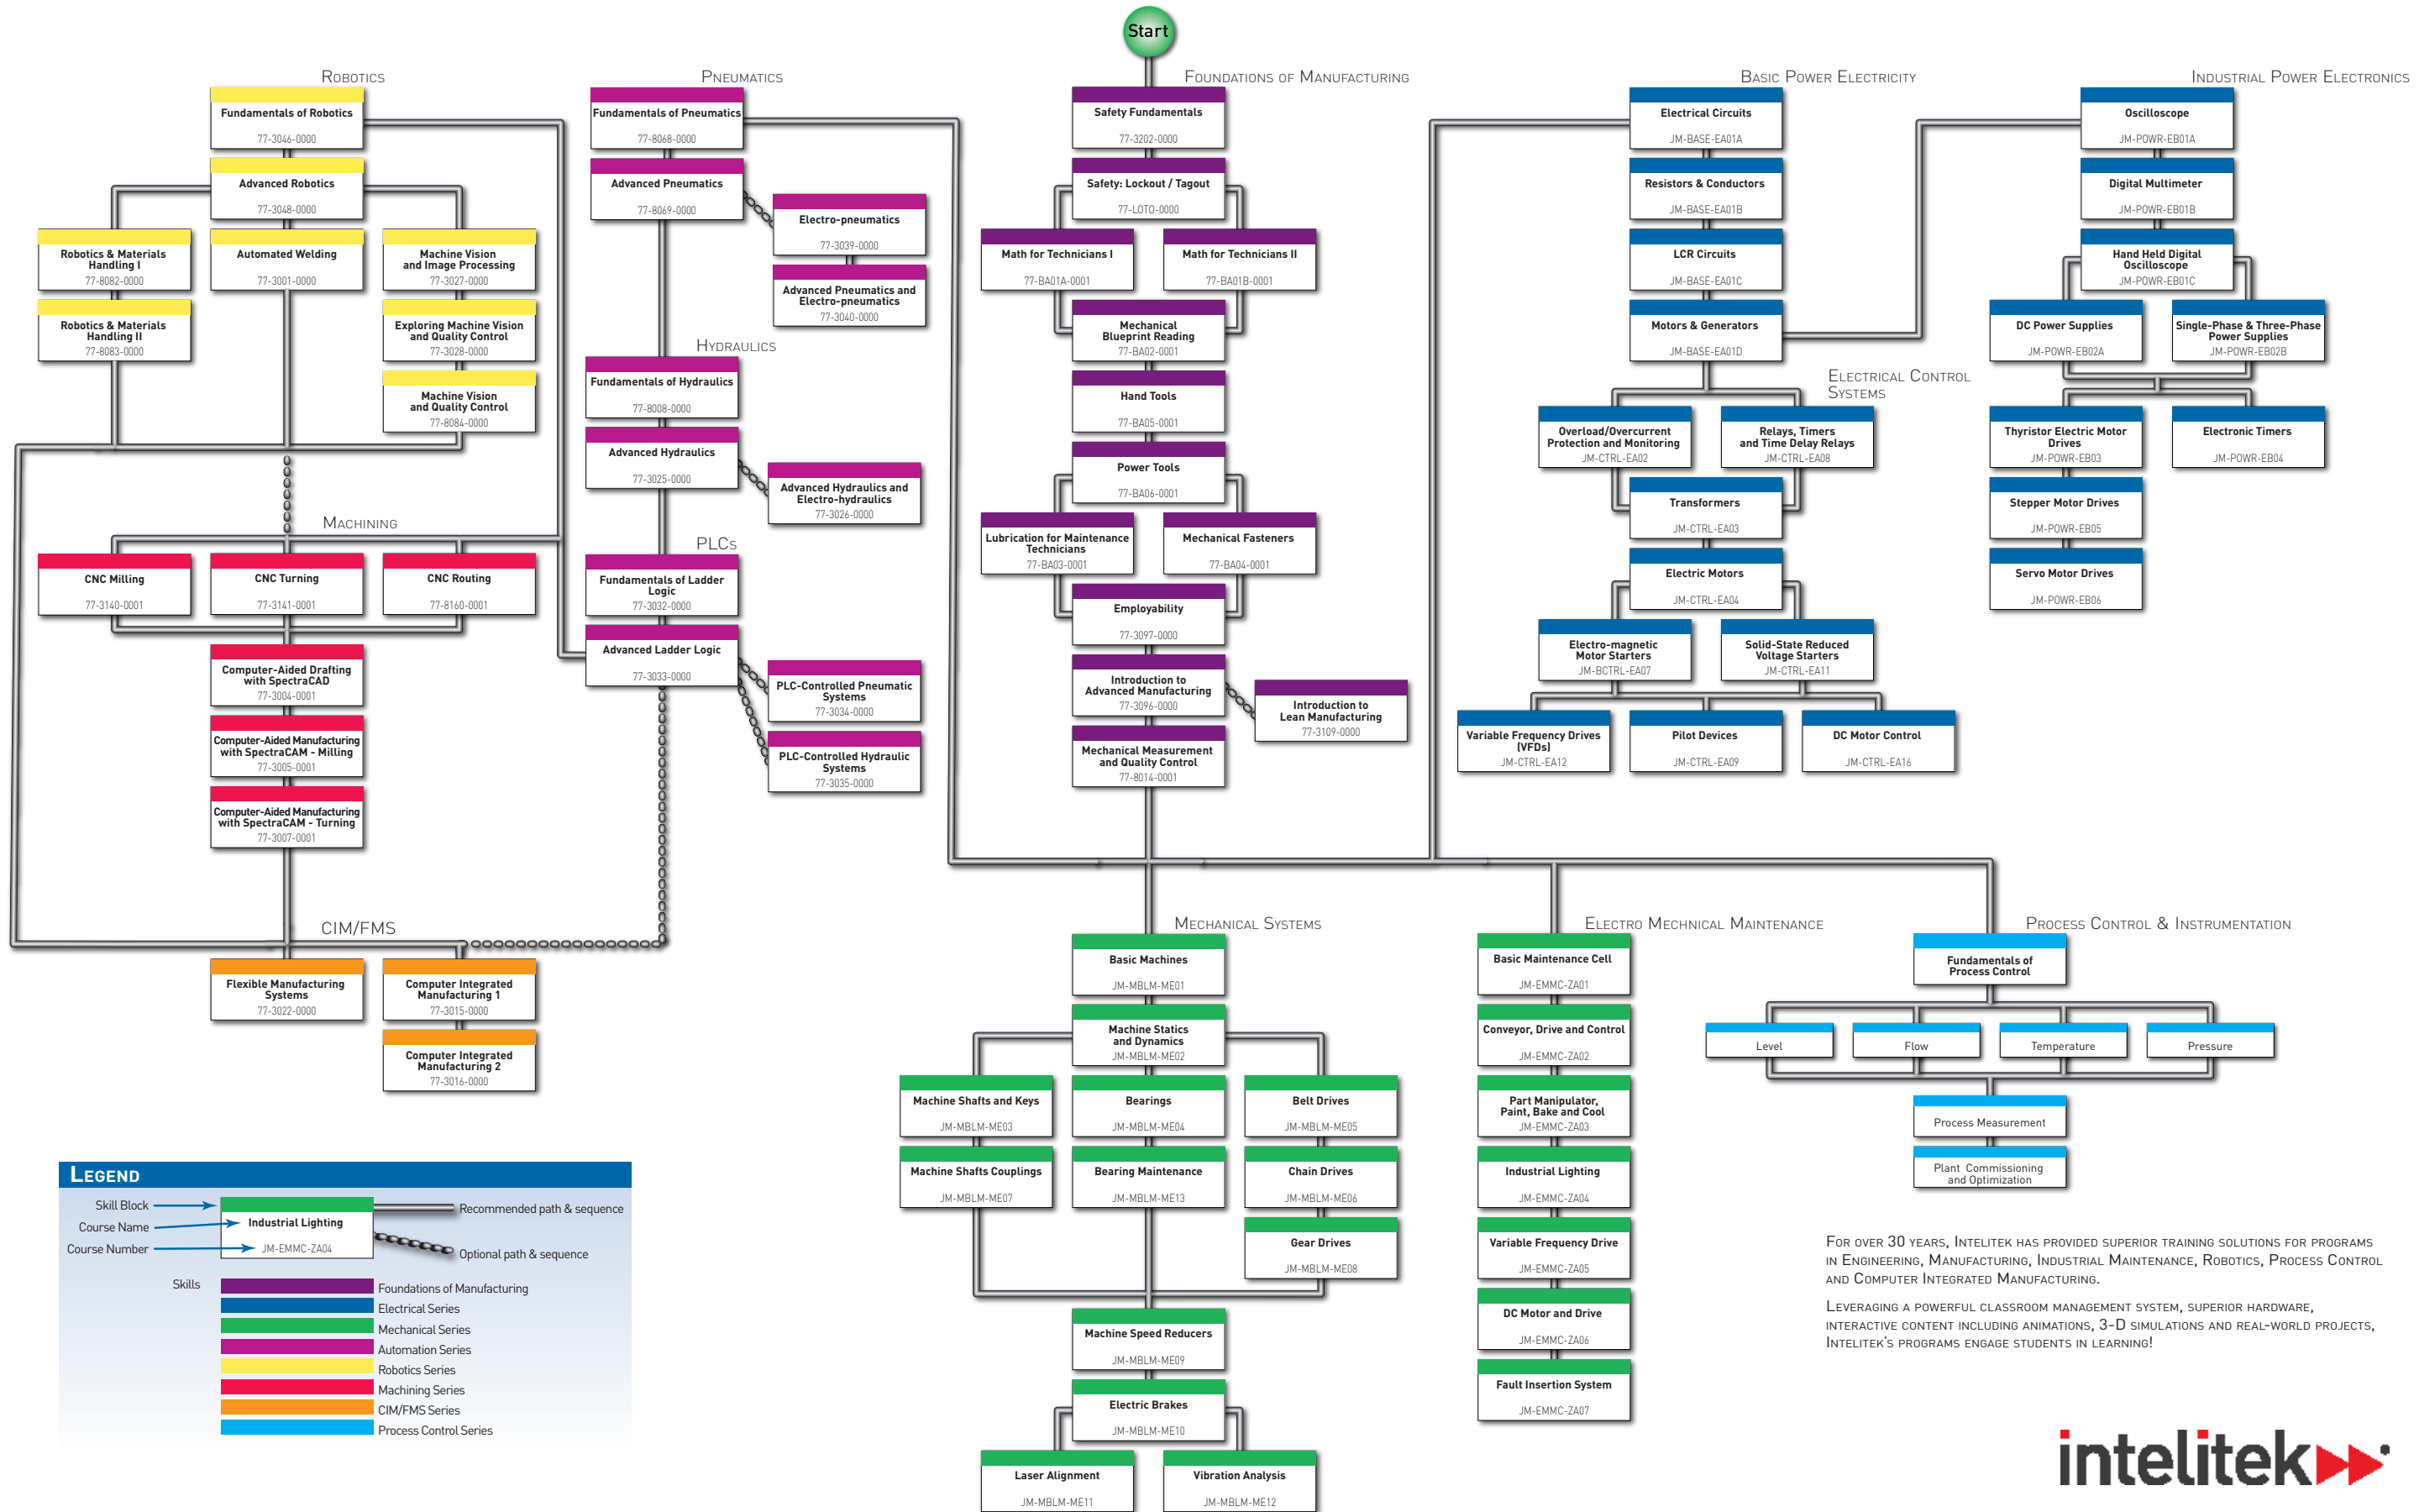 Start
Robotics
Fundamentals of Robotics
77-3046-0000
Advanced Robotics
77-3048-0000
Robotics & Materials
Handling I
77-8082-0000
Automated Welding
77-3001-0000
Machine Vision
and Image Processing
77-3027-0000
Robotics & Materials
Handling II
77-8083-0000
Exploring Machine Vision
and Quality Control
77-3028-0000
Machine Vision
and Quality Control
77-8084-0000
Machining
CNC Milling
77-3140-0001
CNC Turning
77-3141-0001
CNC Routing
77-8160-0001
Computer-Aided Drafting
with SpectraCAD
77-3004-0001
Computer-Aided Manufacturing
with SpectraCAM - Milling
77-3005-0001
Computer-Aided Manufacturing
with SpectraCAM - Turning
77-3007-0001
CIM/FMS
Flexible Manufacturing
Systems
77-3022-0000
Computer Integrated
Manufacturing 1
77-3015-0000
Computer Integrated
Manufacturing 2
77-3016-0000
Pneumatics
Fundamentals of Pneumatics
77-8068-0000
Advanced Pneumatics
77-8069-0000
Electro-pneumatics
77-3039-0000
Advanced Pneumatics and
Electro-pneumatics
77-3040-0000
Hydraulics
Fundamentals of Hydraulics
77-8008-0000
Advanced Hydraulics
77-3025-0000
Advanced Hydraulics and
Electro-hydraulics
77-3026-0000
PLCs
Fundamentals of Ladder
Logic
77-3032-0000
Advanced Ladder Logic
77-3033-0000
PLC-Controlled Pneumatic
Systems
77-3034-0000
PLC-Controlled Hydraulic
Systems
77-3035-0000
Foundations of Manufacturing
Safety Fundamentals
77-3202-0000
Safety: Lockout / Tagout
77-LOTO-0000
Math for Technicians I
77-BA01A-0001
Math for Technicians II
77-BA01B-0001
Mechanical
Blueprint Reading
77-BA02-0001
Hand Tools
77-BA05-0001
Power Tools
77-BA06-0001
Lubrication for Maintenance
Technicians
77-BA03-0001
Mechanical Fasteners
77-BA04-0001
Employability
77-3097-0000
Introduction to
Advanced Manufacturing
77-3096-0000
Introduction to
Lean Manufacturing
77-3109-0000
Mechanical Measurement
and Quality Control
77-8014-0001
Basic Power Electricity
Electrical Circuits
JM-BASE-EA01A
Resistors & Conductors
JM-BASE-EA01B
LCR Circuits
JM-BASE-EA01C
Motors & Generators
JM-BASE-EA01D
Electrical Control
Systems
Overload/Overcurrent
Protection and Monitoring
JM-CTRL-EA02
Relays, Timers
and Time Delay Relays
JM-CTRL-EA08
Transformers
JM-CTRL-EA03
Electric Motors
JM-CTRL-EA04
Electro-magnetic
Motor Starters
JM-BCTRL-EA07
Solid-State Reduced
Voltage Starters
JM-CTRL-EA11
Variable Frequency Drives
(VFDs)
JM-CTRL-EA12
Pilot Devices
JM-CTRL-EA09
DC Motor Control
JM-CTRL-EA16
Industrial Power Electronics
Oscilloscope
JM-POWR-EB01A
Digital Multimeter
JM-POWR-EB01B
Hand Held Digital
Oscilloscope
JM-POWR-EB01C
DC Power Supplies
JM-POWR-EB02A
Single-Phase & Three-Phase
Power Supplies
JM-POWR-EB02B
Thyristor Electric Motor
Drives
JM-POWR-EB03
Electronic Timers
JM-POWR-EB04
Stepper Motor Drives
JM-POWR-EB05
Servo Motor Drives
JM-POWR-EB06
Mechanical Systems
Basic Machines
JM-MBLM-ME01
Machine Statics
and Dynamics
JM-MBLM-ME02
Machine Shafts and Keys
JM-MBLM-ME03
Bearings
JM-MBLM-ME04
Belt Drives
JM-MBLM-ME05
Machine Shafts Couplings
JM-MBLM-ME07
Bearing Maintenance
JM-MBLM-ME13
Chain Drives
JM-MBLM-ME06
Gear Drives
JM-MBLM-ME08
Machine Speed Reducers
JM-MBLM-ME09
Electric Brakes
JM-MBLM-ME10
Laser Alignment
JM-MBLM-ME11
Vibration Analysis
JM-MBLM-ME12
Electro Mechnical Maintenance
Basic Maintenance Cell
JM-EMMC-ZA01
Conveyor, Drive and Control
JM-EMMC-ZA02
Part Manipulator,
Paint, Bake and Cool
JM-EMMC-ZA03
Industrial Lighting
JM-EMMC-ZA04
Variable Frequency Drive
JM-EMMC-ZA05
DC Motor and Drive
JM-EMMC-ZA06
Fault Insertion System
JM-EMMC-ZA07
Process Control & Instrumentation
Fundamentals of
Process Control
Level
Flow
Temperature
Pressure
Process Measurement
Plant Commissioning
and Optimization
Legend
Skill Block
Course Name
Course Number
Industrial Lighting
JM-EMMC-ZA04
Recommended path & sequence
Optional path & sequence
Skills
Foundations of Manufacturing
Electrical Series
Mechanical Series
Automation Series
Robotics Series
Machining Series
CIM/FMS Series
Process Control Series
For over 30 years, Intelitek has provided superior training solutions for programs
in Engineering, Manufacturing, Industrial Maintenance, Robotics, Process Control
and Computer Integrated Manufacturing.
Leveraging a powerful classroom management system, superior hardware,
interactive content including animations, 3-D simulations and real-world projects,
Intelitek's programs engage students in learning!
intelitek